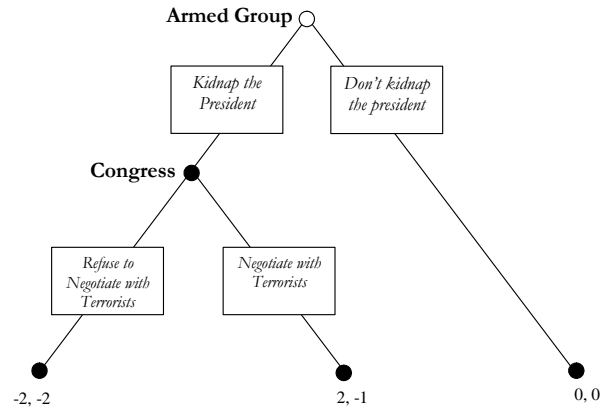 Armed Group
Kidnap the
President
Don't kidnap
the president
Congress
Refuse to
Negotiate with
Terrorists
Negotiate with
Terrorists
-2, -2
2, -1
0, 0